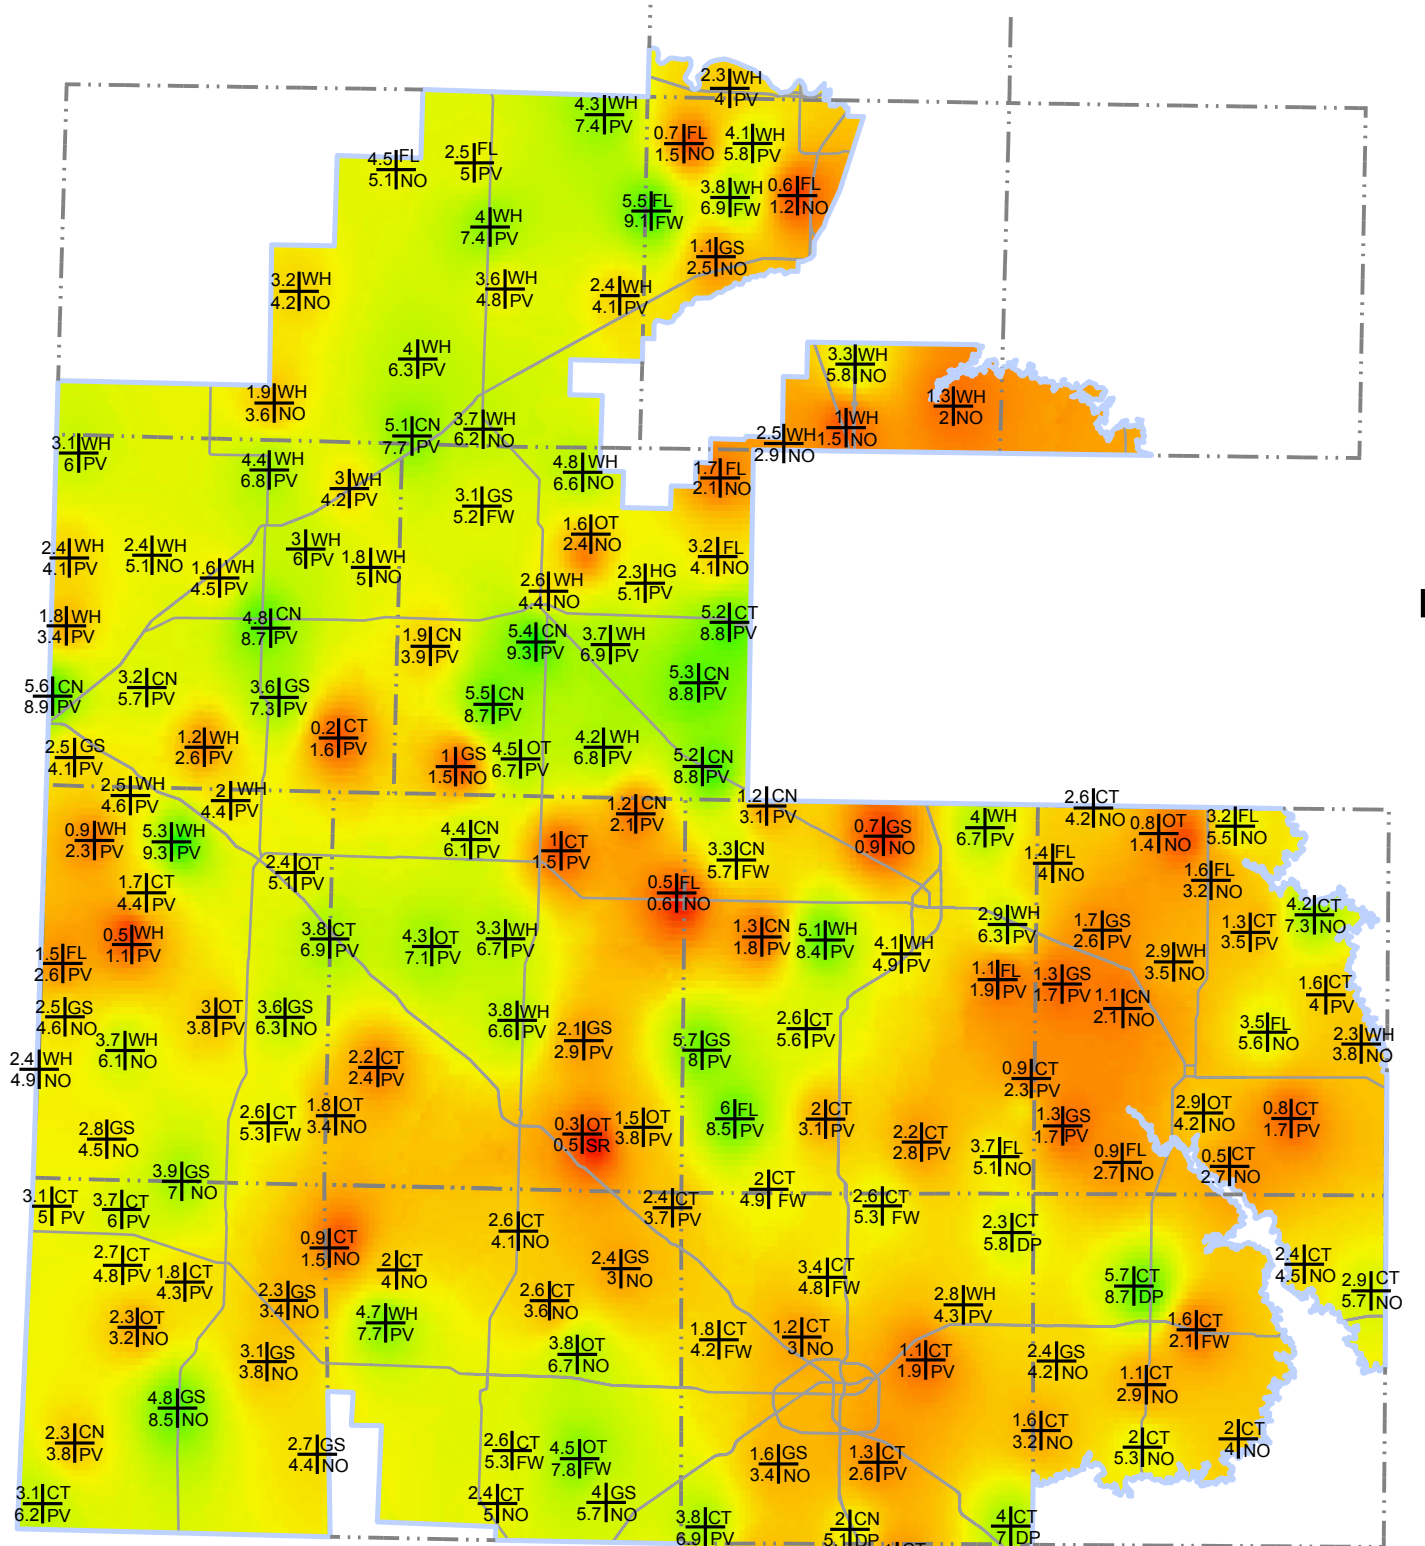 2.3 WH
4 PV
4.3 WH
7.4 PV
0.7 FL
1.5 NO
4.1 WH
5.8 PV
4.5 FL
5.1 NO
2.5 FL
5 PV
3.8 WH
6.9 FW
0.6 FL
1.2 NO
5.5 FL
9.1 FW
4 WH
7.4 PV
1.1 GS
2.5 NO
3.2 WH
4.2 NO
3.6 WH
4.8 PV
2.4 WH
4.1 PV
4 WH
6.3 PV
3.3 WH
5.8 NO
1.9 WH
3.6 NO
1.3 WH
2 NO
5.1 CN
7.7 PV
3.7 WH
6.2 NO
1 WH
1.5 NO
2.5 WH
2.9 NO
3.1 WH
6 PV
4.4 WH
6.8 PV
3 WH
4.2 PV
4.8 WH
6.6 NO
1.7 FL
2.1 NO
3.1 GS
5.2 FW
1.6 OT
2.4 NO
2.4 WH
4.1 PV
2.4 WH
5.1 NO
3 WH
6 PV
1.8 WH
5 NO
3.2 FL
4.1 NO
1.6 WH
4.5 PV
2.6 WH
4.4 NO
2.3 HG
5.1 PV
1.8 WH
3.4 PV
4.8 CN
8.7 PV
5.2 CT
8.8 PV
1.9 CN
3.9 PV
5.4 CN
9.3 PV
3.7 WH
6.9 PV
5.6 CN
8.9 PV
3.2 CN
5.7 PV
3.6 GS
7.3 PV
5.5 CN
8.7 PV
5.3 CN
8.8 PV
1.2 WH
2.6 PV
0.2 CT
1.6 PV
2.5 GS
4.1 PV
1 GS
1.5 NO
4.5 OT
6.7 PV
4.2 WH
6.8 PV
5.2 CN
8.8 PV
2.5 WH
4.6 PV
2 WH
4.4 PV
1.2 CN
2.1 PV
1.2 CN
3.1 PV
2.6 CT
4.2 NO
0.9 WH
2.3 PV
5.3 WH
9.3 PV
4.4 CN
6.1 PV
1 CT
1.5 PV
0.7 GS
0.9 NO
4 WH
6.7 PV
0.8 OT
1.4 NO
3.2 FL
5.5 NO
2.4 OT
5.1 PV
3.3 CN
5.7 FW
1.4 FL
4 NO
1.7 CT
4.4 PV
0.5 FL
0.6 NO
1.6 FL
3.2 NO
0.5 WH
1.1 PV
3.8 CT
6.9 PV
4.3 OT
7.1 PV
3.3 WH
6.7 PV
1.3 CN
1.8 PV
5.1 WH
8.4 PV
4.1 WH
4.9 PV
2.9 WH
6.3 PV
1.7 GS
2.6 PV
1.3 CT
3.5 PV
4.2 CT
7.3 NO
1.5 FL
2.6 PV
1.1 FL
1.9 PV
1.3 GS
1.7 PV
2.9 WH
3.5 NO
1.1 CN
2.1 NO
1.6 CT
4 PV
2.5 GS
4.6 NO
3 OT
3.8 PV
3.6 GS
6.3 NO
3.8 WH
6.6 PV
2.1 GS
2.9 PV
2.6 CT
5.6 PV
3.5 FL
5.6 NO
2.3 WH
3.8 NO
3.7 WH
6.1 NO
2.4 WH
4.9 NO
2.2 CT
2.4 PV
5.7 GS
8 PV
0.9 CT
2.3 PV
2.6 CT
5.3 FW
1.8 OT
3.4 NO
0.3 OT
0.5 SR
1.5 OT
3.8 PV
6 FL
8.5 PV
2 CT
3.1 PV
2.2 CT
2.8 PV
1.3 GS
1.7 PV
2.9 OT
4.2 NO
0.8 CT
1.7 PV
2.8 GS
4.5 NO
3.7 FL
5.1 NO
0.9 FL
2.7 NO
0.5 CT
2.7 NO
3.9 GS
7 NO
2 CT
4.9 FW
3.1 CT
5 PV
3.7 CT
6 PV
2.4 CT
3.7 PV
2.6 CT
5.3 FW
2.6 CT
4.1 NO
2.3 CT
5.8 DP
0.9 CT
1.5 NO
2.7 CT
4.8 PV
1.8 CT
4.3 PV
2 CT
4 NO
2.4 GS
3 NO
3.4 CT
4.8 FW
5.7 CT
8.7 DP
2.4 CT
4.5 NO
2.9 CT
5.7 NO
2.3 GS
3.4 NO
2.6 CT
3.6 NO
2.8 WH
4.3 PV
2.3 OT
3.2 NO
4.7 WH
7.7 PV
1.8 CT
4.2 FW
1.2 CT
3 NO
1.6 CT
2.1 FW
3.1 GS
3.8 NO
3.8 OT
6.7 NO
1.1 CT
1.9 PV
2.4 GS
4.2 NO
1.1 CT
2.9 NO
4.8 GS
8.5 NO
2.3 CN
3.8 PV
2.7 GS
4.4 NO
2.6 CT
5.3 FW
4.5 OT
7.8 FW
1.6 GS
3.4 NO
1.3 CT
2.6 PV
1.6 CT
3.2 NO
2 CT
5.3 NO
2 CT
4 NO
3.1 CT
6.2 PV
2.4 CT
5 NO
4 GS
5.7 NO
3.8 CT
6.9 PV
2 CN
5.1 DP
4 CT
7 DP